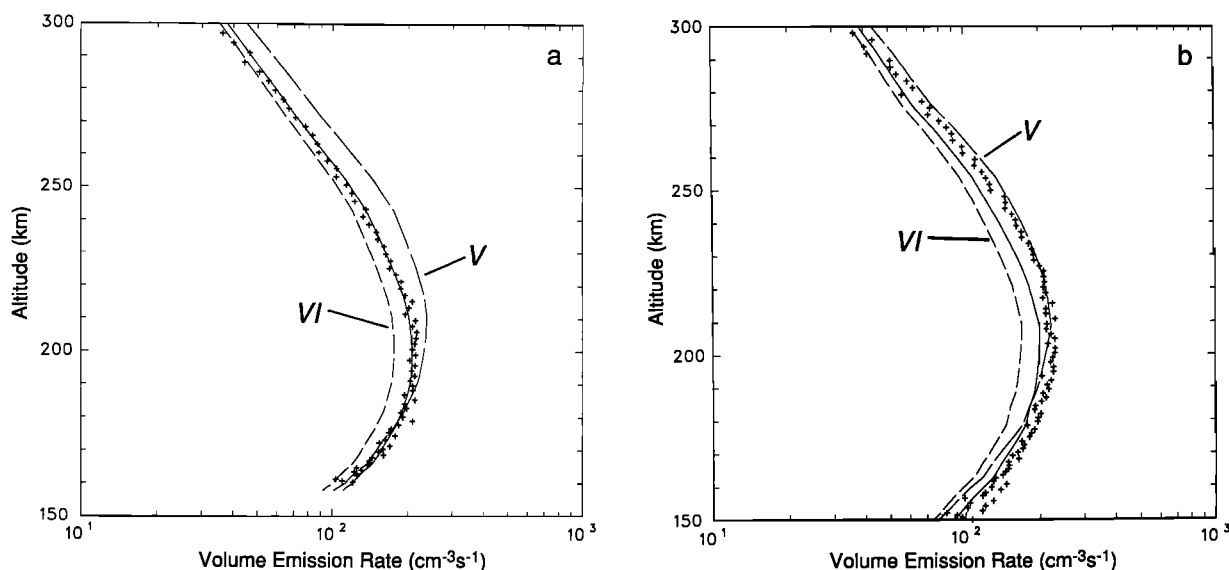 a
300
250
200
150
Altitude (km)
V
VI
10¹
10²
10³
Volume Emission Rate (cm⁻³s⁻¹)
b
300
250
200
150
Altitude (km)
V
VI
10¹
10²
10³
Volume Emission Rate (cm⁻³s⁻¹)